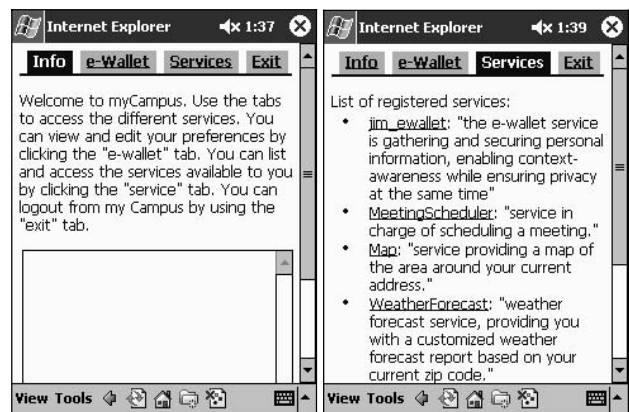 Internet Explorer 1:37
Info e-Wallet Services Exit
Welcome to myCampus. Use the tabs
to access the different services. You
can view and edit your preferences by
clicking the "e-wallet" tab. You can list
and access the services available to you
by clicking the "service" tab. You can
logout from my Campus by using the
"exit" tab.
View Tools
Internet Explorer 1:39
Info e-Wallet Services Exit
List of registered services:
• jim_ewallet: "the e-wallet service
is gathering and securing personal
information, enabling context-
awareness while ensuring privacy
at the same time"
• MeetingScheduler: "service in
charge of scheduling a meeting."
• Map: "service providing a map of
the area around your current
address."
• WeatherForecast: "weather
forecast service, providing you
with a customized weather
forecast report based on your
current zip code."
View Tools